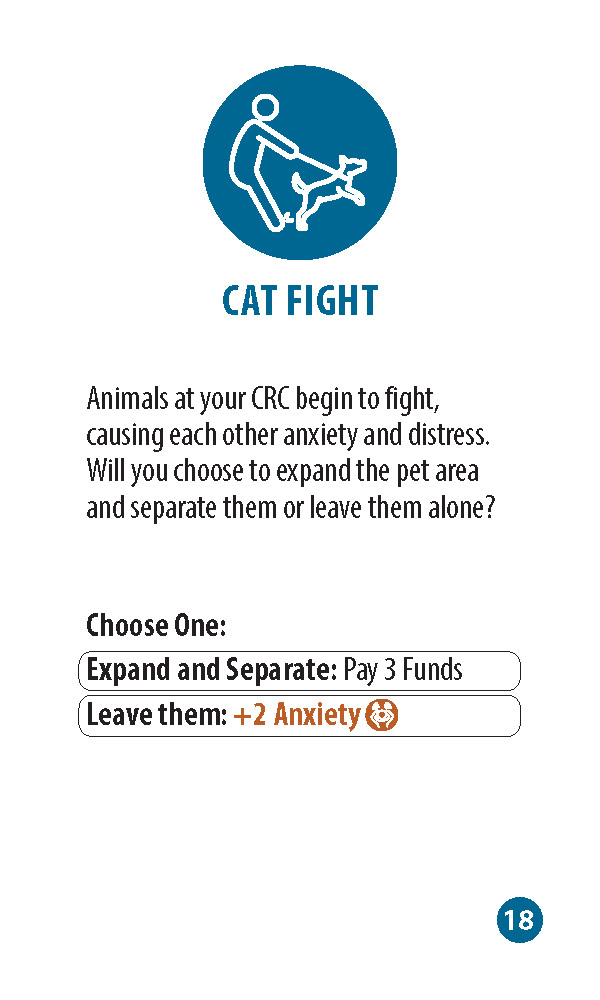 CAT FIGHT
Animals at your CRC begin to fight,
causing each other anxiety and distress.
Will you choose to expand the pet area
and separate them or leave them alone?
Choose One:
Expand and Separate: Pay 3 Funds
Leave them: +2 Anxiety
18